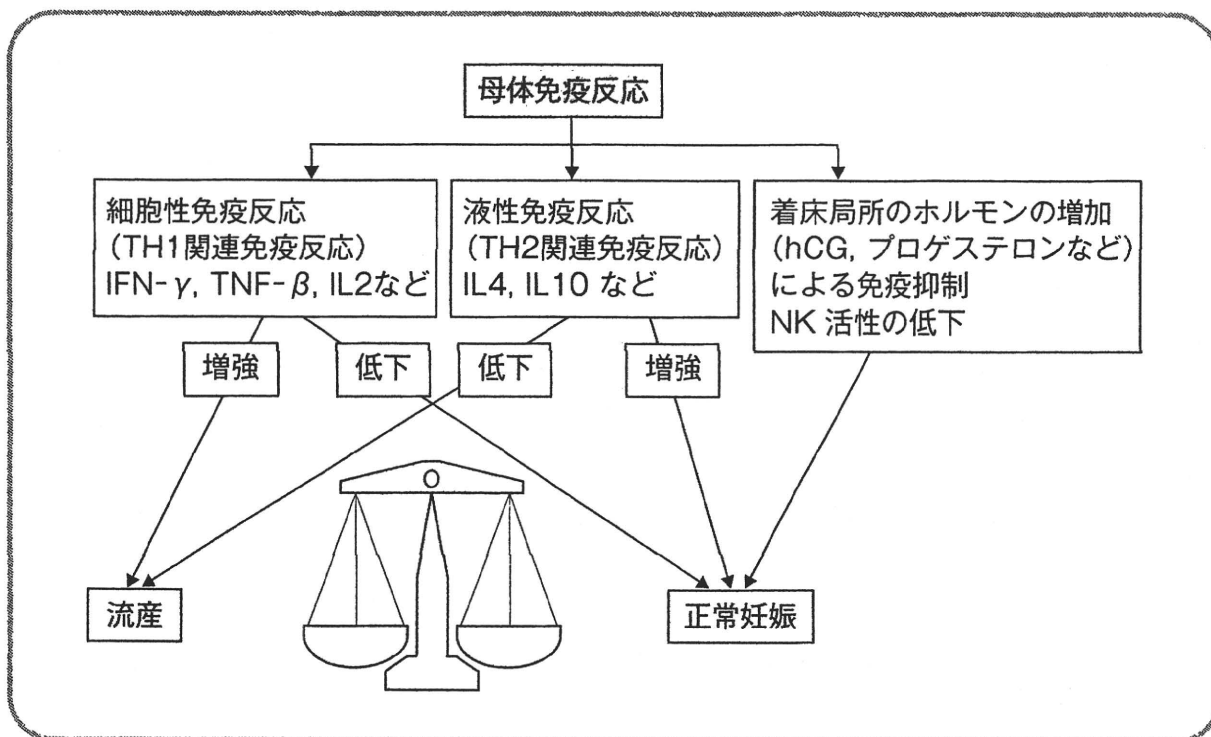 母体免疫反応
細胞性免疫反応
(TH1関連免疫反応)
IFN-γ, TNF-β, IL2など
液性免疫反応
(TH2関連免疫反応)
IL4, IL10 など
着床局所のホルモンの増加
(hCG, プロゲステロンなど)
による免疫抑制
NK 活性の低下
増強
低下
低下
増強
流産
正常妊娠